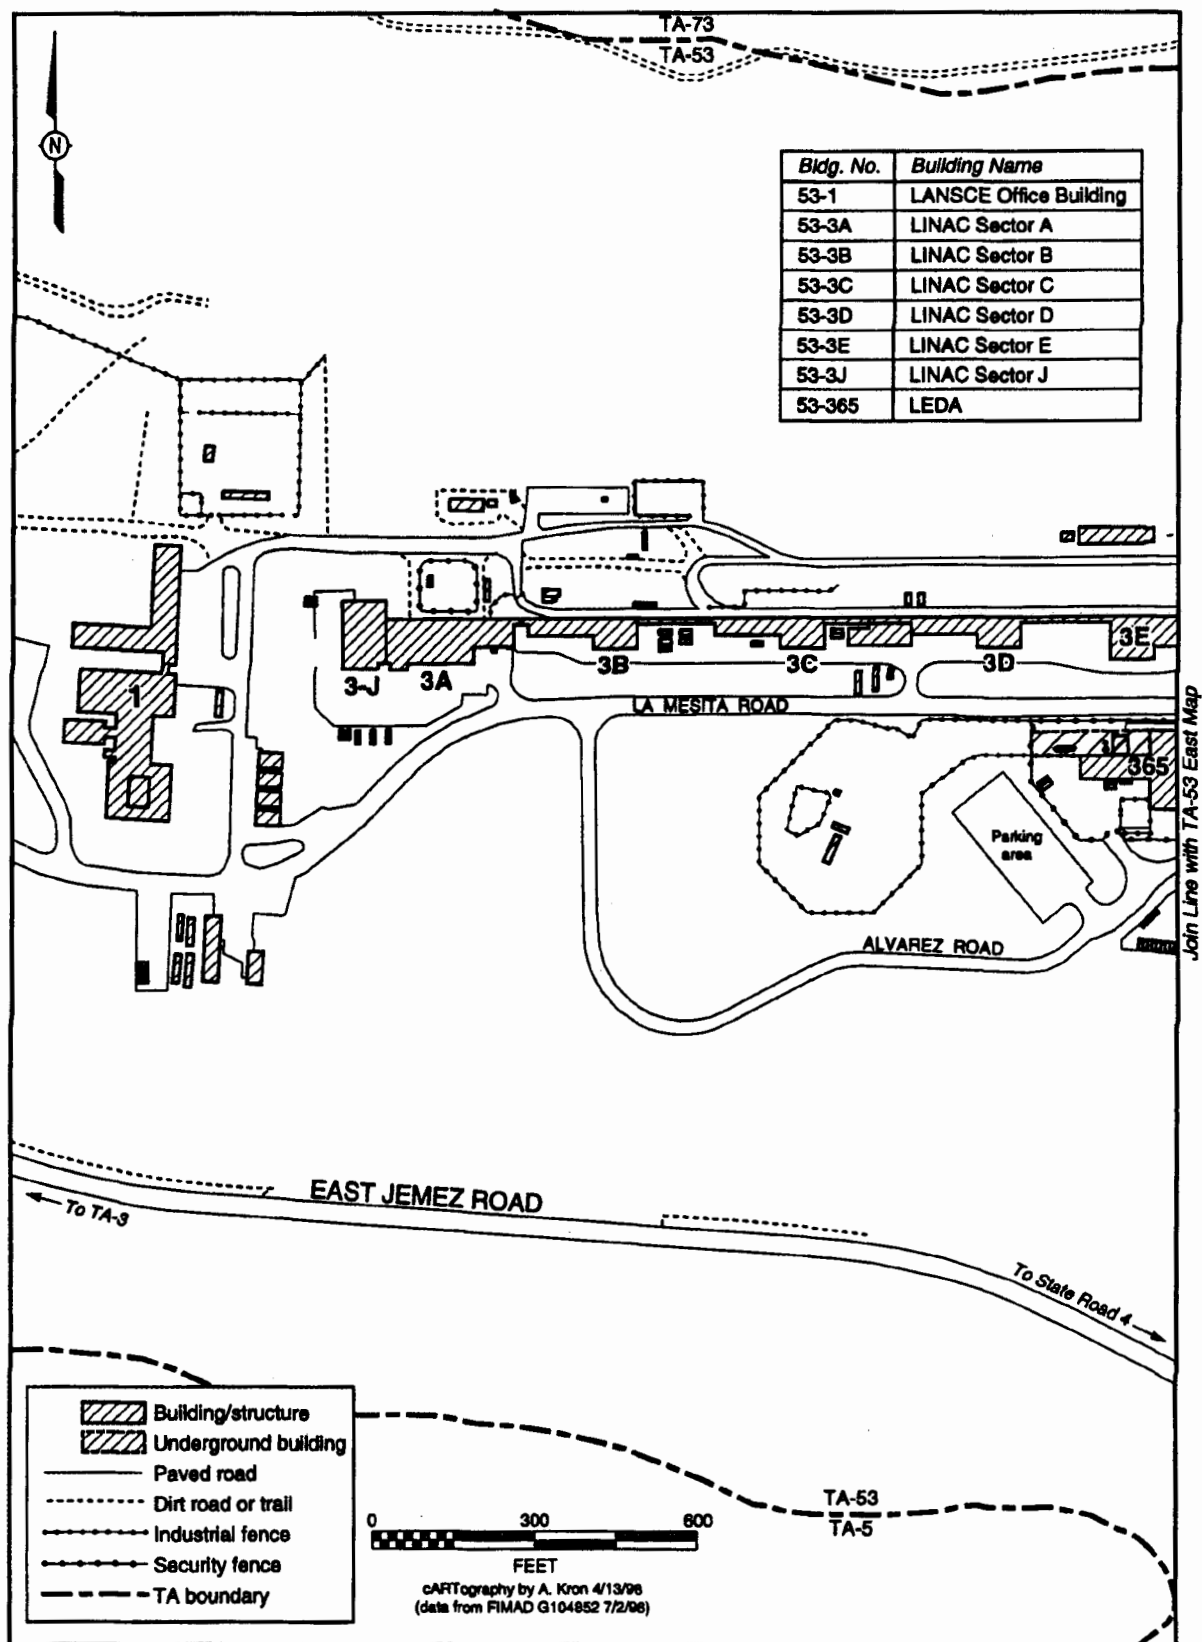 TA-73
TA-53
N
Bldg. No. Building Name
53-1 LANSCE Office Building
53-3A LINAC Sector A
53-3B LINAC Sector B
53-3C LINAC Sector C
53-3D LINAC Sector D
53-3E LINAC Sector E
53-3J LINAC Sector J
53-365 LEDA
3E
3B
3C
3D
3-J
3A
1
LA MESITA ROAD
365
Parking
area
Join Line with TA-53 East Map
ALVAREZ ROAD
EAST JEMEZ ROAD
To TA-3
To State Road 4
Building/structure
Underground building
Paved road
Dirt road or trail
Industrial fence
Security fence
TA boundary
0 300 600
FEET
cARTography by A. Kron 4/13/98
(data from FIMAD G104852 7/2/98)
TA-53
TA-5